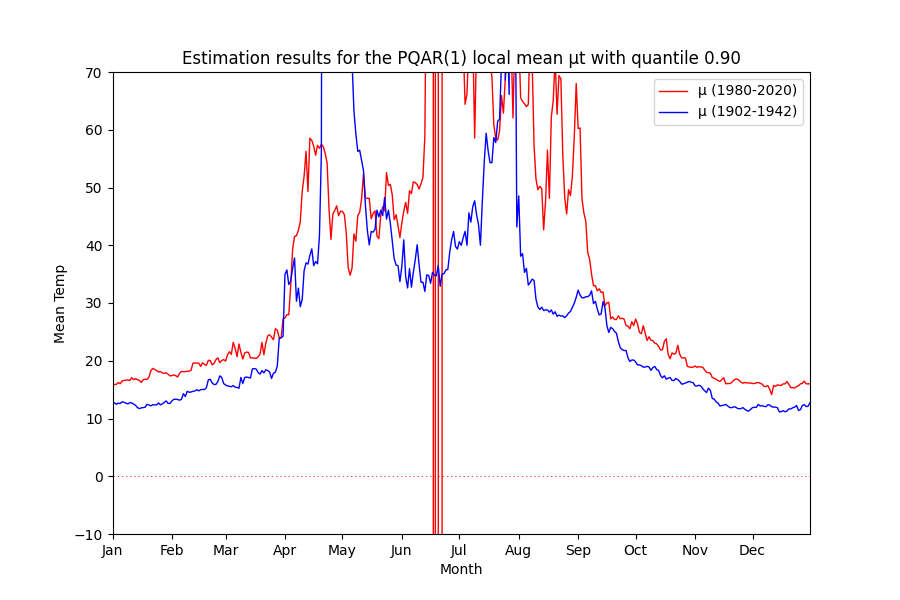 Estimation results for the PQAR(1) local mean µt with quantile 0.90
µ (1980-2020)
µ (1902-1942)
Mean Temp
70
60
50
40
30
20
10
0
−10
Jan Feb Mar Apr May Jun Jul Aug Sep Oct Nov Dec
Month